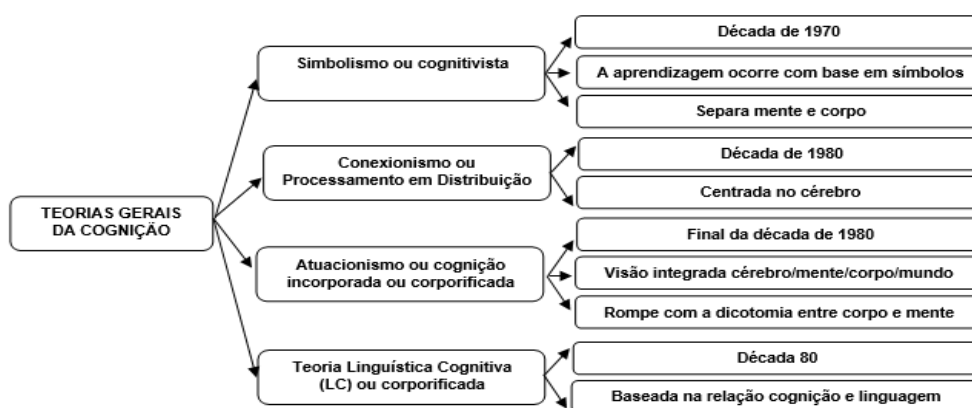 TEORIAS GERAIS
DA COGNIÇÃO
Simbolismo ou cognitivista
Década de 1970
A aprendizagem ocorre com base em símbolos
Separa mente e corpo
Conexionismo ou
Processamento em Distribuição
Década de 1980
Centrada no cérebro
Atuacionismo ou cognição
incorporada ou corporificada
Final da década de 1980
Visão integrada cérebro/mente/corpo/mundo
Rompe com a dicotomia entre corpo e mente
Teoria Linguística Cognitiva
(LC) ou corporificada
Década 80
Baseada na relação cognição e linguagem